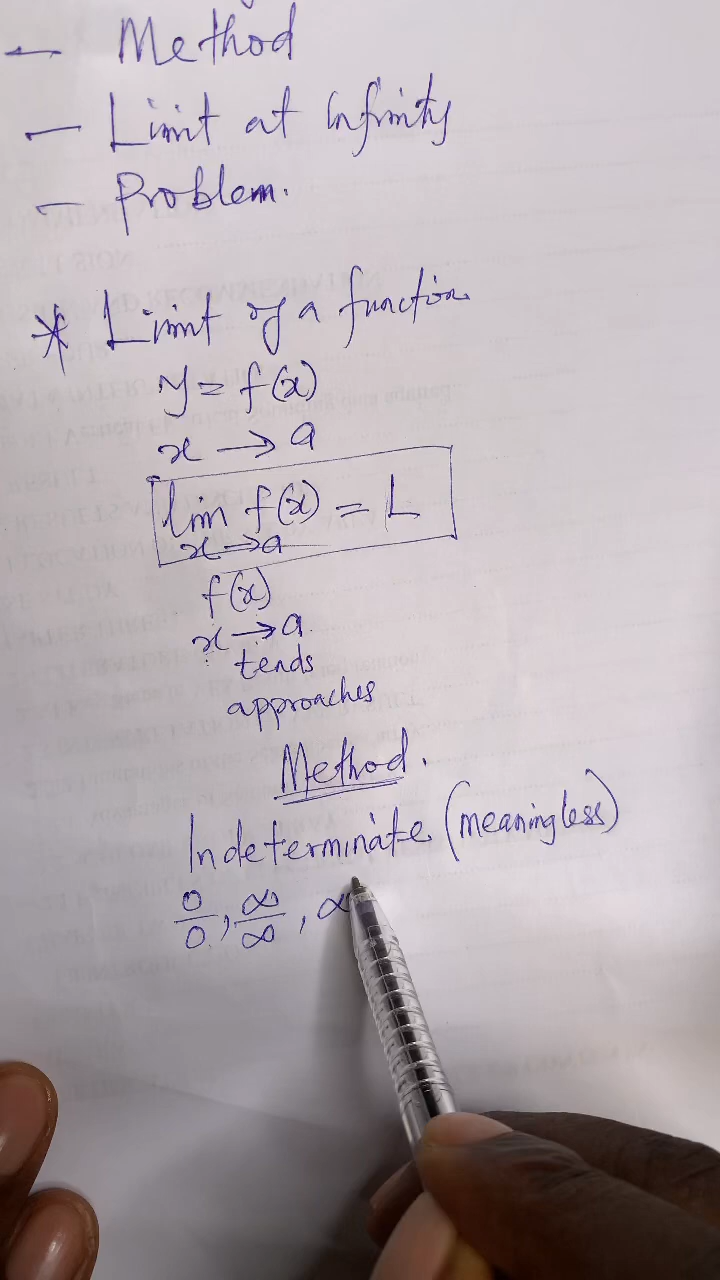 - Method
- Limit at Infinity
- Problem.
* Limit of a function
y = f(x)
x → a
lim f(x) = L
x→a
f(x)
x → a
tends
approaches
Method.
Indeterminate (meaningless)
0/0, ∞/∞, ∞